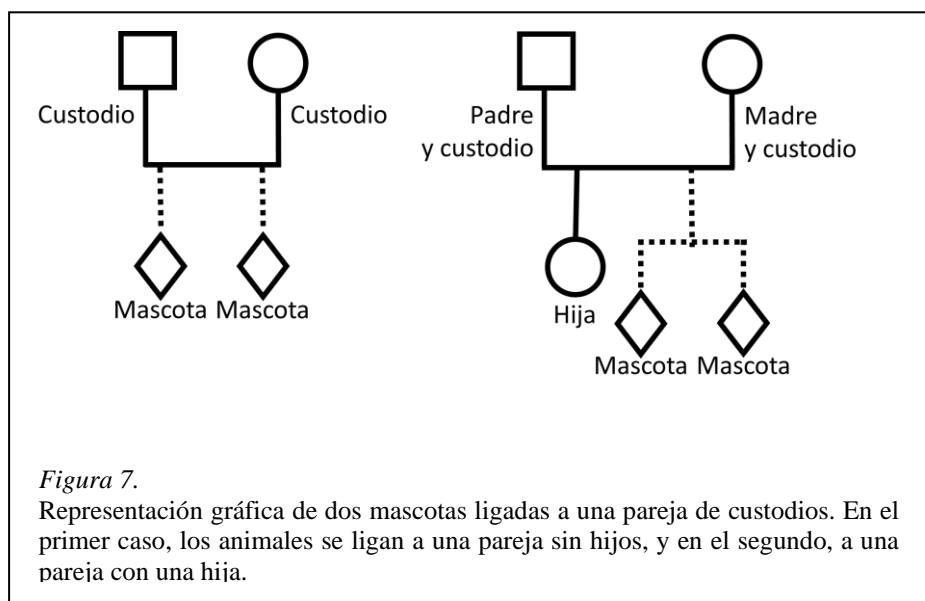 Custodio
Custodio
Mascota Mascota
Padre
y custodio
Madre
y custodio
Hija
Mascota Mascota
Figura 7.
Representación gráfica de dos mascotas ligadas a una pareja de custodios. En el
primer caso, los animales se ligan a una pareja sin hijos, y en el segundo, a una
pareja con una hija.